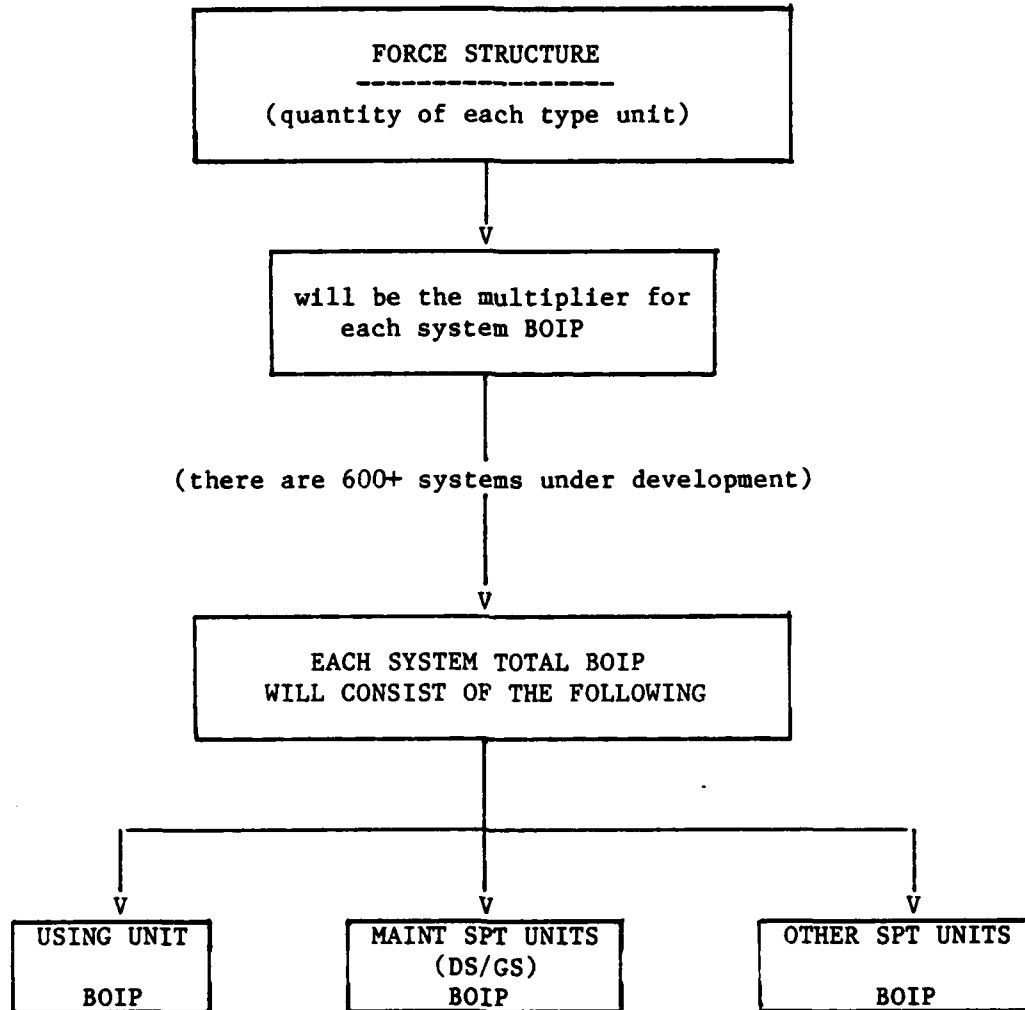 FORCE STRUCTURE
(quantity of each type unit)
V
will be the multiplier for
each system BOIP
(there are 600+ systems under development)
V
EACH SYSTEM TOTAL BOIP
WILL CONSIST OF THE FOLLOWING
V V V
USING UNIT MAINT SPT UNITS OTHER SPT UNITS
(DS/GS)
BOIP BOIP BOIP